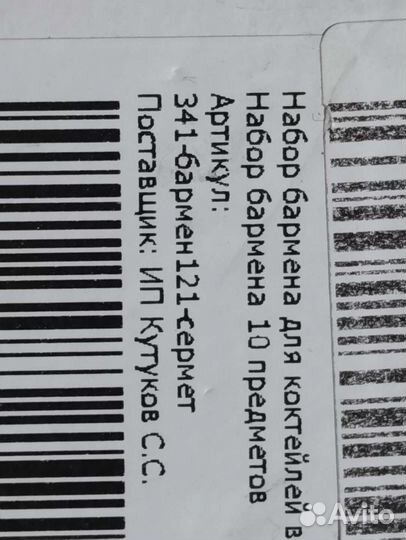 Набор бармена для коктейлей в
Набор бармена 10 предметов
Артикул:
341-бармен121-сермет
Поставщик: ИП Кутуков С.С.
Avito